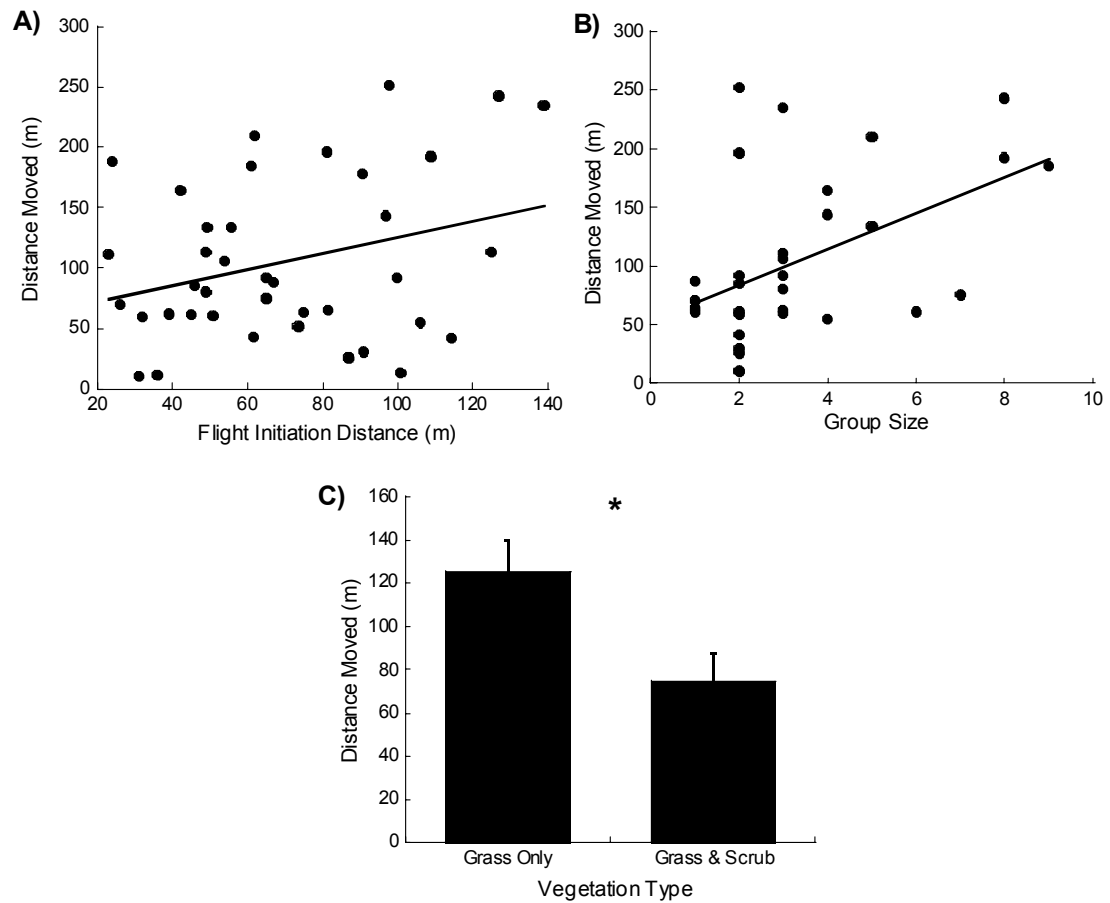 A)
300
250
200
150
100
50
0
Distance Moved (m)
20 40 60 80 100 120 140
Flight Initiation Distance (m)
B)
300
250
200
150
100
50
0
Distance Moved (m)
0 2 4 6 8 10
Group Size
C)
*
160
140
120
100
80
60
40
20
0
Distance Moved (m)
Grass Only Grass & Scrub
Vegetation Type